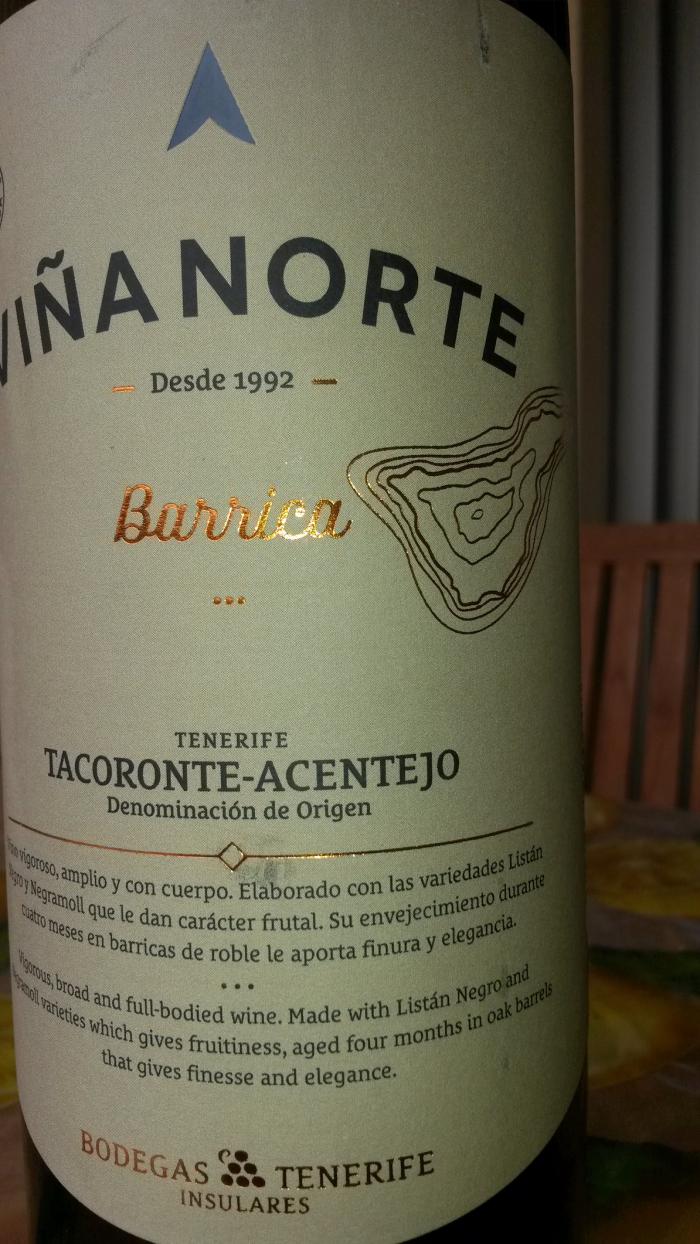 VIÑA NORTE
Desde 1992
Barrica
TENERIFE
TACORONTE-ACENTEJO
Denominación de Origen
vigoroso, amplio y con cuerpo. Elaborado con las variedades Listán
Negro y Negramoll que le dan carácter frutal. Su envejecimiento durante
cuatro meses en barricas de roble le aporta finura y elegancia.
Vigorous, broad and full-bodied wine. Made with Listán Negro and
Negramoll varieties which gives fruitiness, aged four months in oak barrels
that gives finesse and elegance.
BODEGAS TENERIFE
INSULARES